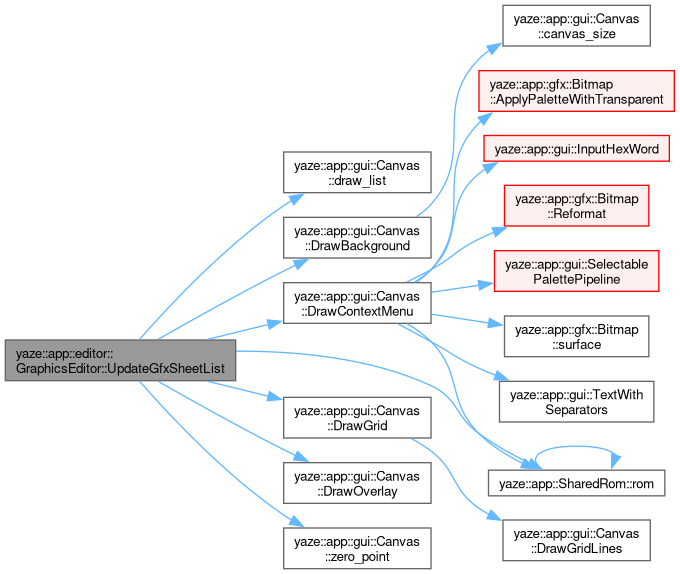 yaze::app::editor::
GraphicsEditor::UpdateGfxSheetList
yaze::app::gui::Canvas
::draw_list
yaze::app::gui::Canvas
::DrawBackground
yaze::app::gui::Canvas
::DrawContextMenu
yaze::app::gui::Canvas
::DrawGrid
yaze::app::gui::Canvas
::DrawOverlay
yaze::app::gui::Canvas
::zero_point
yaze::app::gui::Canvas
::canvas_size
yaze::app::gfx::Bitmap
::ApplyPaletteWithTransparent
yaze::app::gui::InputHexWord
yaze::app::gfx::Bitmap
::Reformat
yaze::app::gui::Selectable
PalettePipeline
yaze::app::gfx::Bitmap
::surface
yaze::app::gui::TextWith
Separators
yaze::app::SharedRom::rom
yaze::app::gui::Canvas
::DrawGridLines